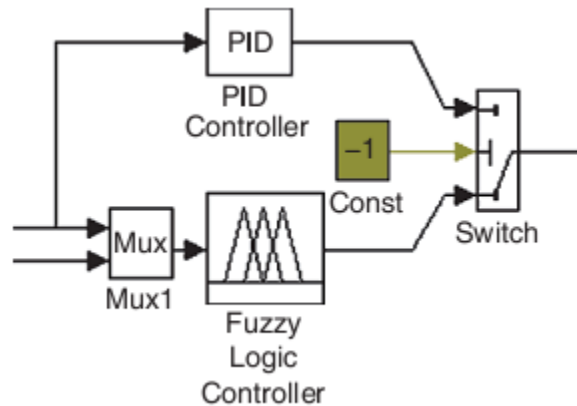 PID
PID
Controller
−1
Const
Switch
Mux
Mux1
Fuzzy
Logic
Controller